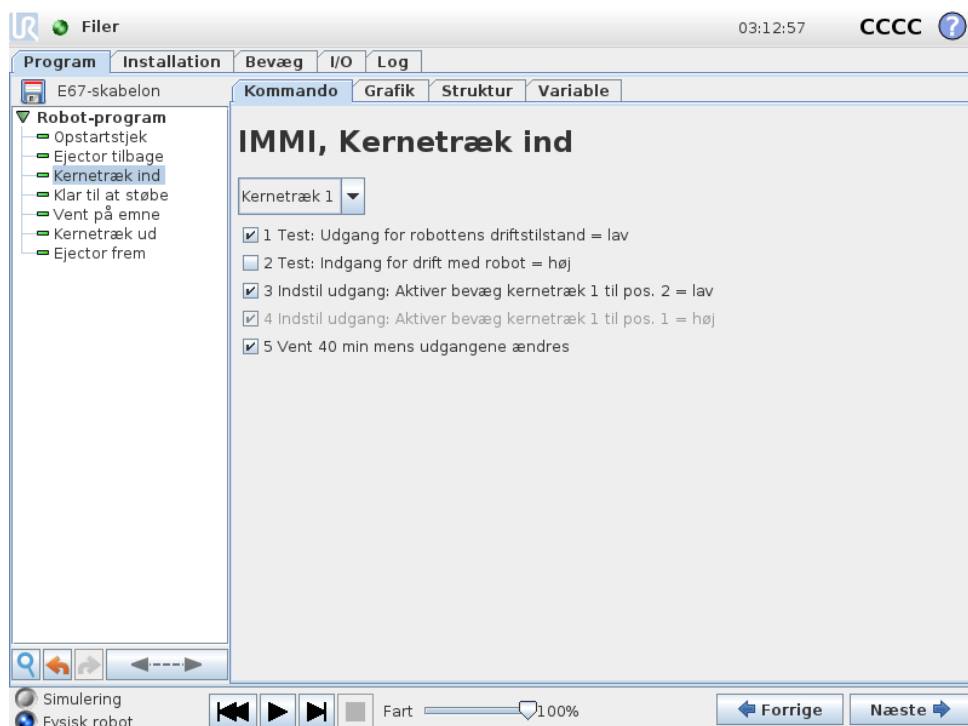 UR Filer 03:12:57 CCCC ?
Program Installation Bevæg I/O Log
E67-skabelon Kommando Grafik Struktur Variable
Robot-program
Opstartstjek
Ejector tilbage
Kernetræk ind
Klar til at støbe
Vent på emne
Kernetræk ud
Ejector frem
IMMI, Kernetræk ind
Kernetræk 1
1 Test: Udgang for robottens driftstilstand = lav
2 Test: Indgang for drift med robot = høj
3 Indstil udgang: Aktiver bevæg kernetræk 1 til pos. 2 = lav
4 Indstil udgang: Aktiver bevæg kernetræk 1 til pos. 1 = høj
5 Vent 40 min mens udgangene ændres
Simulering
Fysisk robot
Fart 100%
Forrige Næste